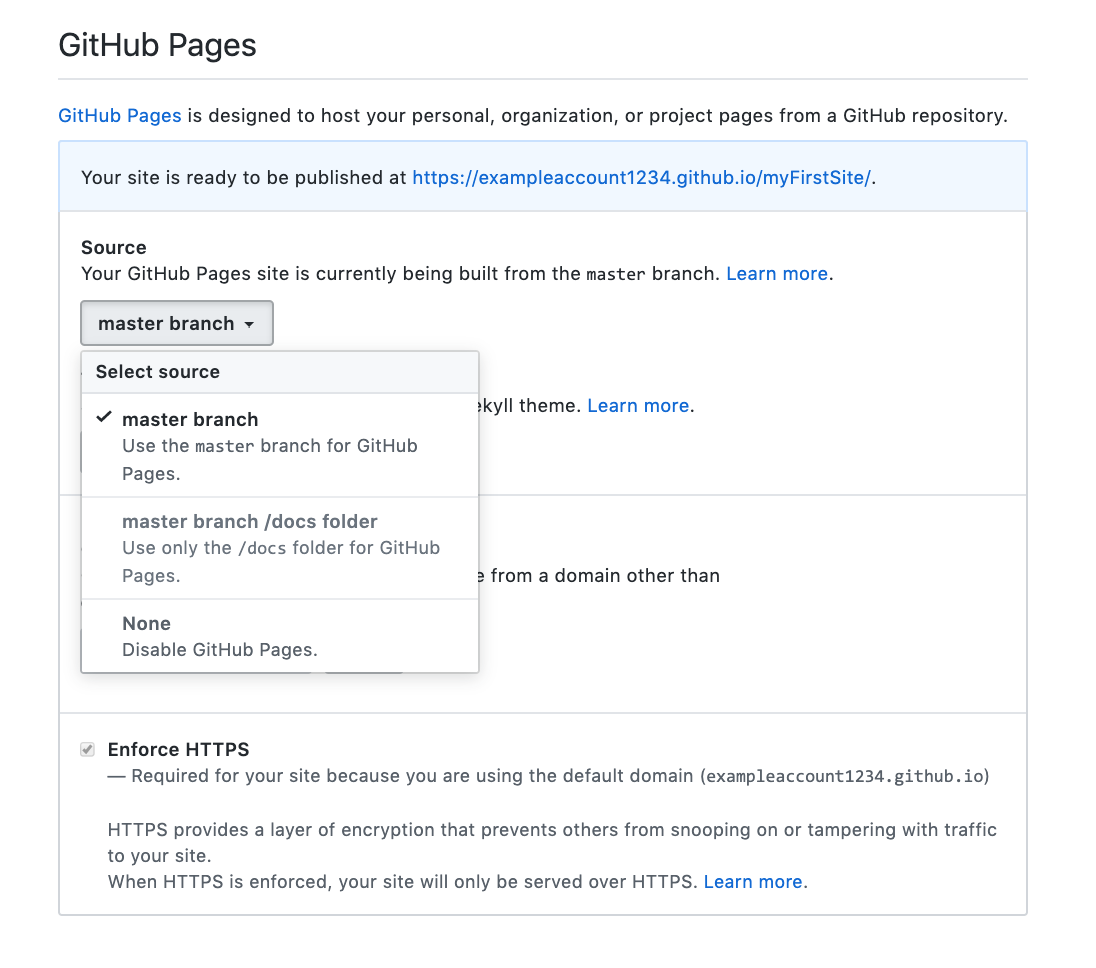 GitHub Pages
GitHub Pages is designed to host your personal, organization, or project pages from a GitHub repository.
Your site is ready to be published at https://exampleaccount1234.github.io/myFirstSite/.
Source
Your GitHub Pages site is currently being built from the master branch. Learn more.
master branch
Select source
master branch
Use the master branch for GitHub
Pages.
ekyll theme. Learn more.
master branch /docs folder
Use only the /docs folder for GitHub
Pages.
e from a domain other than
None
Disable GitHub Pages.
Enforce HTTPS
— Required for your site because you are using the default domain (exampleaccount1234.github.io)
HTTPS provides a layer of encryption that prevents others from snooping on or tampering with traffic
to your site.
When HTTPS is enforced, your site will only be served over HTTPS. Learn more.